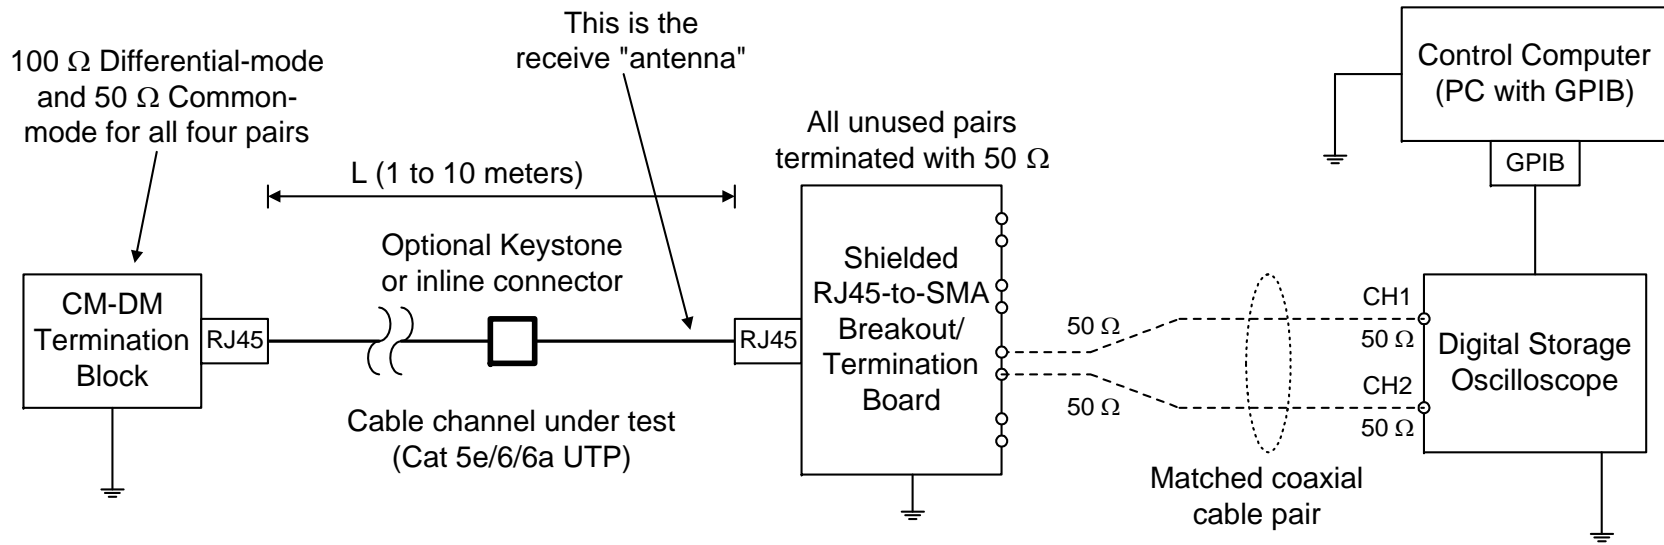 This is the
receive "antenna"
100 Ω Differential-mode
and 50 Ω Common-
mode for all four pairs
Control Computer
(PC with GPIB)
GPIB
All unused pairs
terminated with 50 Ω
L (1 to 10 meters)
Optional Keystone
or inline connector
CM-DM
Termination
Block
RJ45
RJ45
Shielded
RJ45-to-SMA
Breakout/
Termination
Board
Cable channel under test
(Cat 5e/6/6a UTP)
50 Ω
50 Ω
Matched coaxial
cable pair
CH1
50 Ω
CH2
50 Ω
Digital Storage
Oscilloscope